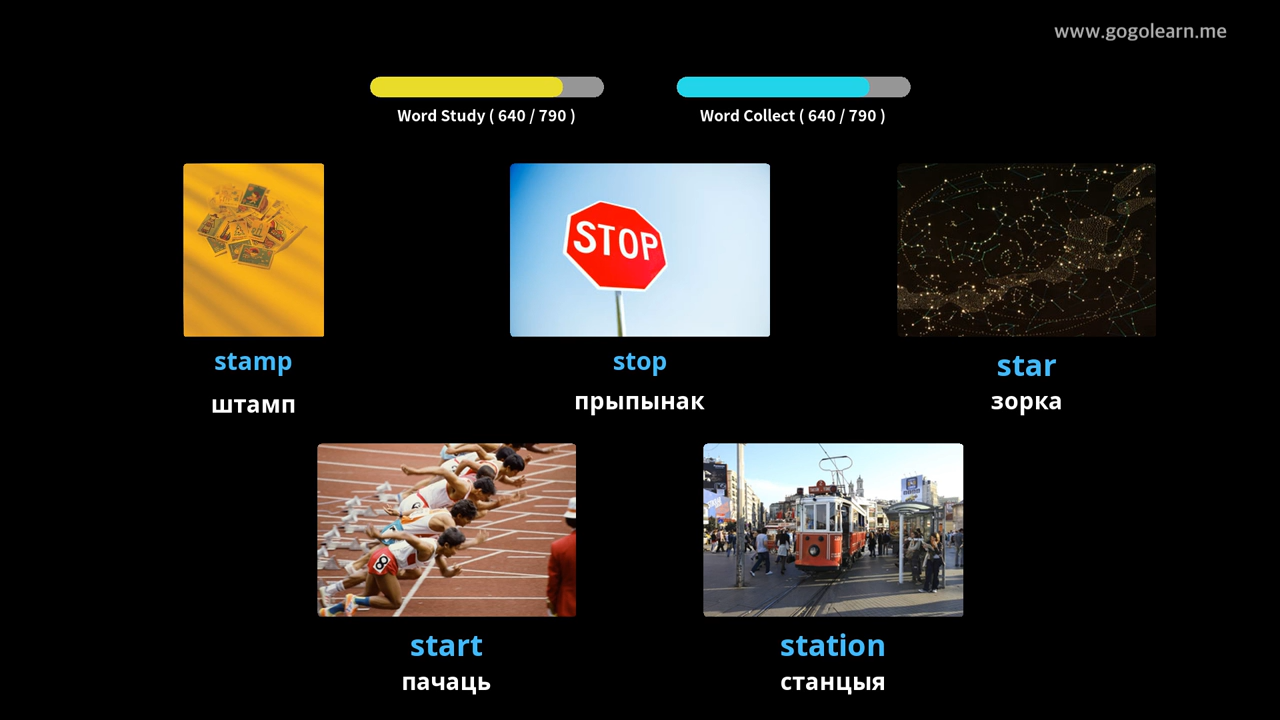 www.gogolearn.me
Word Study ( 640 / 790 )
Word Collect ( 640 / 790 )
STOP
stamp
штамп
stop
прыпынак
star
зорка
8
start
пачаць
station
станцыя